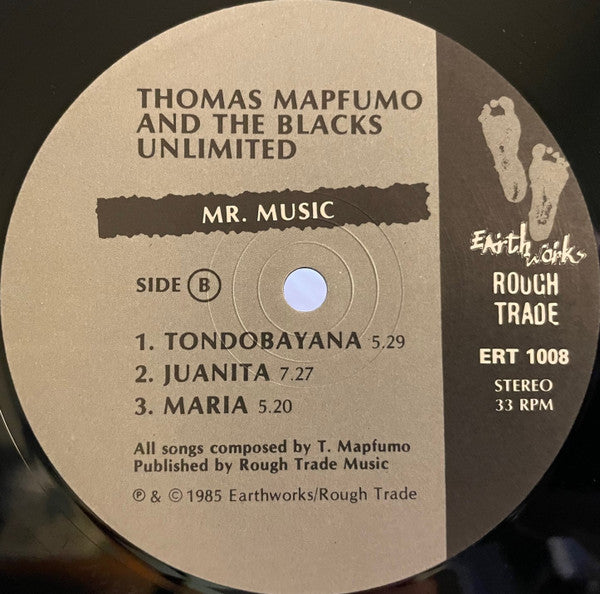 THOMAS MAPFUMO
AND THE BLACKS
UNLIMITED
MR. MUSIC
SIDE B
1. TONDOBAYANA 5.29
2. JUANITA 7.27
3. MARIA 5.20
All songs composed by T. Mapfumo
Published by Rough Trade Music
℗ & © 1985 Earthworks/Rough Trade
Earthworks
ROUGH
TRADE
ERT 1008
STEREO
33 RPM